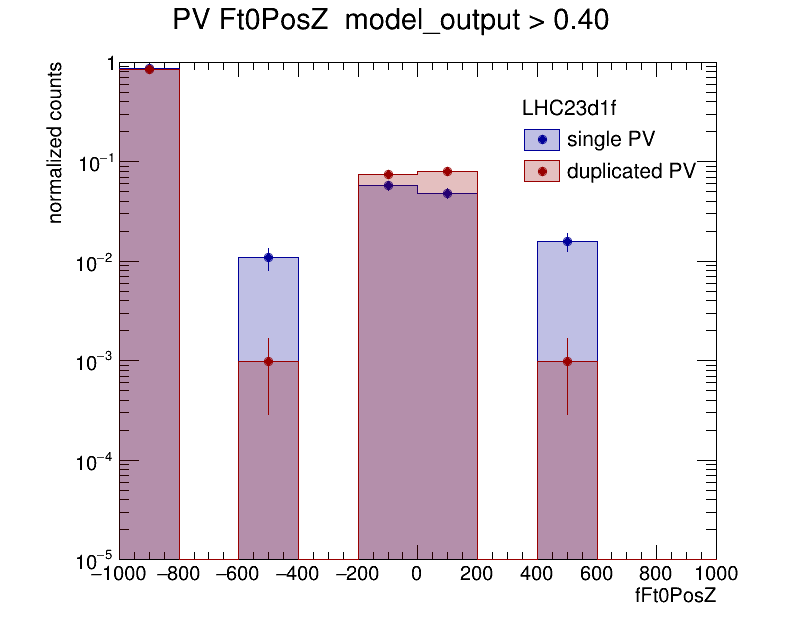 PV Ft0PosZ model_output > 0.40
normalized counts
LHC23d1f
single PV
duplicated PV
1
10−1
10−2
10−3
10−4
10−5
−1000 −800 −600 −400 −200 0 200 400 600 800 1000
fFt0PosZ